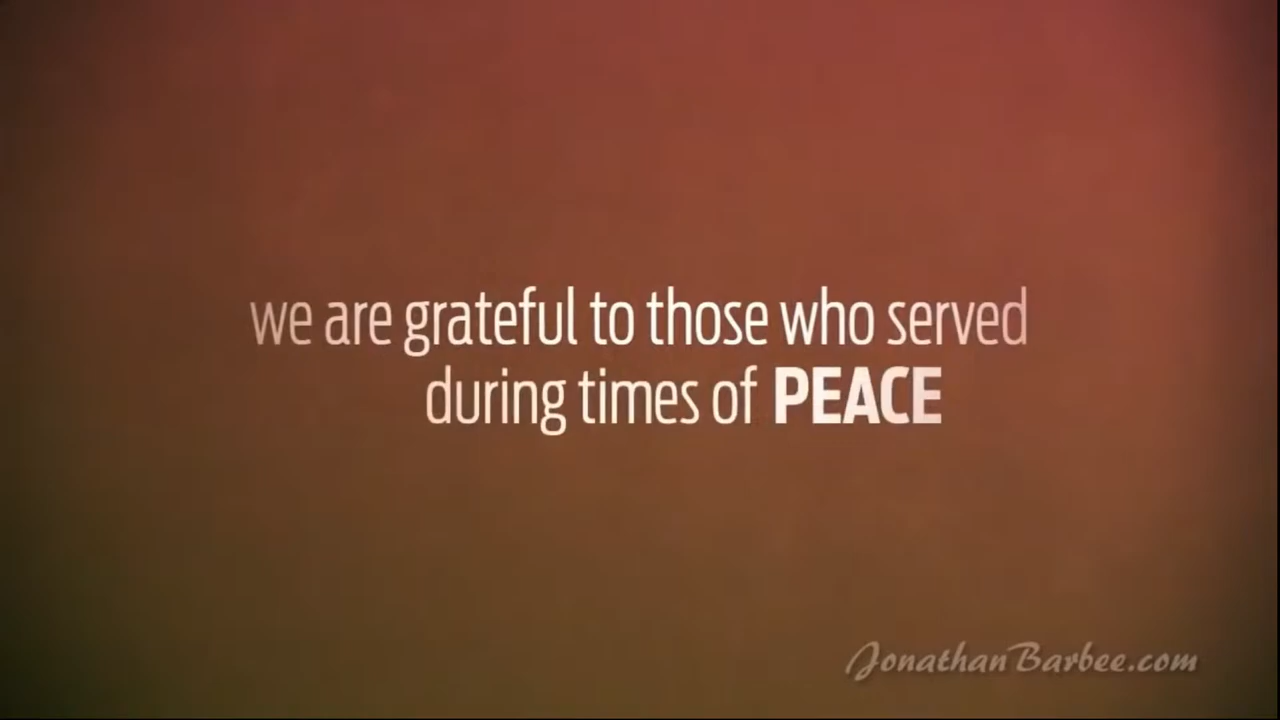 we are grateful to those who served
during times of PEACE
JonathanBarbee.com